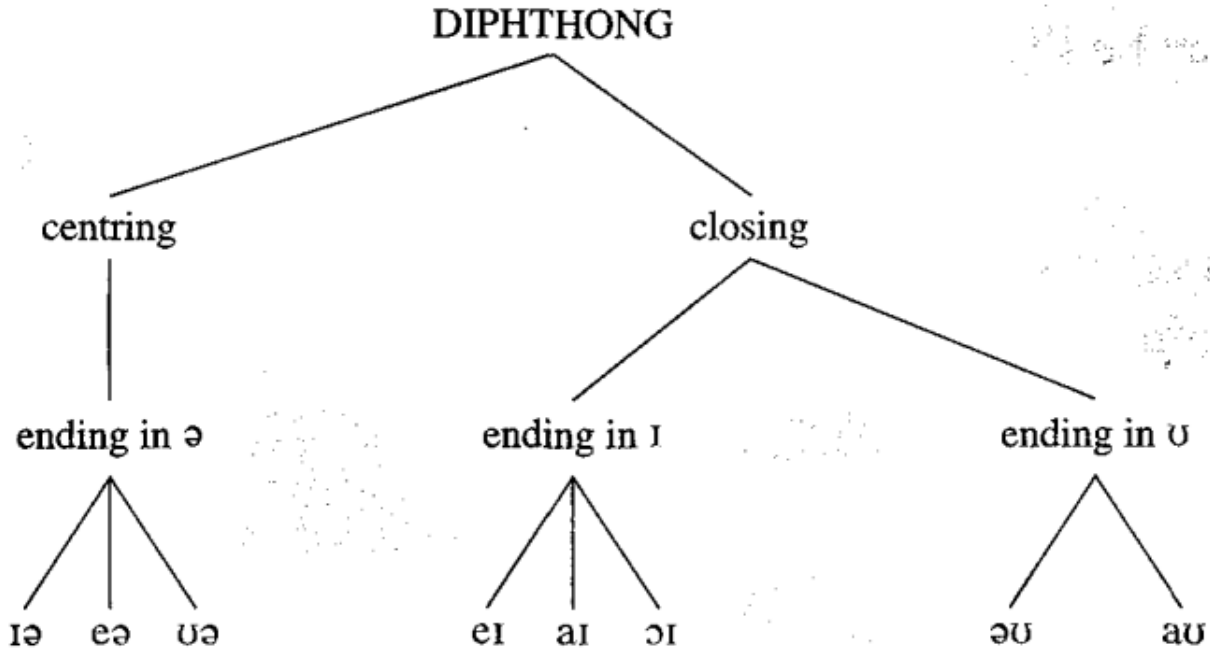 DIPHTHONG
centring closing
ending in ə ending in ɪ ending in ʊ
ɪə eə ʊə eɪ aɪ ɔɪ əʊ aʊ